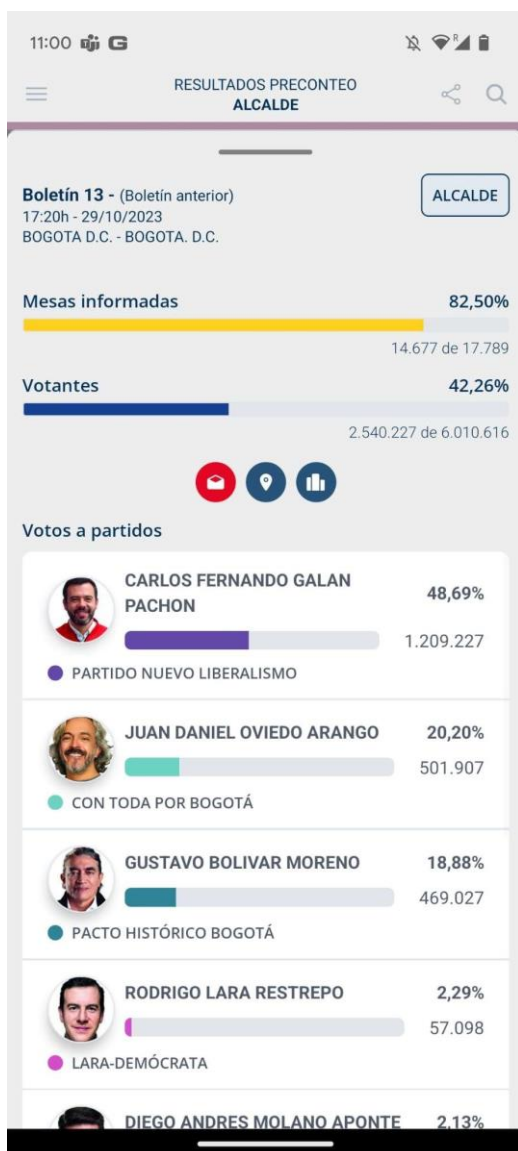 11:00
RESULTADOS PRECONTEO
ALCALDE
Boletín 13 - (Boletín anterior)
17:20h - 29/10/2023
BOGOTA D.C. - BOGOTA. D.C.
ALCALDE
Mesas informadas 82,50%
14.677 de 17.789
Votantes 42,26%
2.540.227 de 6.010.616
Votos a partidos
CARLOS FERNANDO GALAN
PACHON
48,69%
1.209.227
PARTIDO NUEVO LIBERALISMO
JUAN DANIEL OVIEDO ARANGO 20,20%
501.907
CON TODA POR BOGOTÁ
GUSTAVO BOLIVAR MORENO 18,88%
469.027
PACTO HISTÓRICO BOGOTÁ
RODRIGO LARA RESTREPO 2,29%
57.098
LARA-DEMÓCRATA
DIEGO ANDRES MOLANO APONTE 2,13%